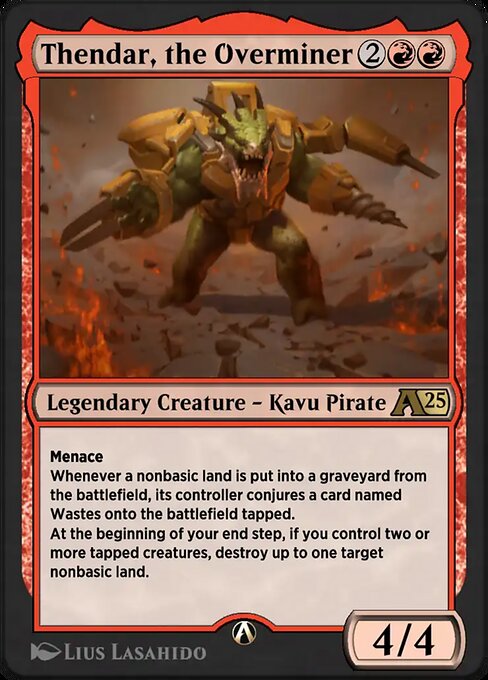 Thendar, the Overminer 2
Legendary Creature – Kavu Pirate A25
Menace
Whenever a nonbasic land is put into a graveyard from
the battlefield, its controller conjures a card named
Wastes onto the battlefield tapped.
At the beginning of your end step, if you control two or
more tapped creatures, destroy up to one target
nonbasic land.
4/4
Lius Lasahido